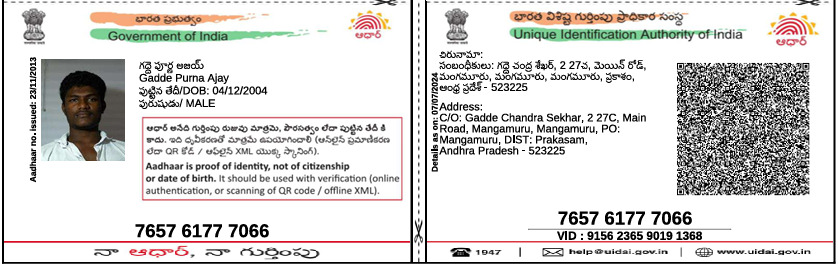 భారత ప్రభుత్వం
Government of India
ఆధార్
Aadhaar no. issued: 23/11/2013
గద్దె పూర్ణ అజయ్
Gadde Purna Ajay
పుట్టిన తేదీ/DOB: 04/12/2004
పురుషుడు/ MALE
ఆధార్ అనేది గుర్తింపు రుజువు మాత్రమే, పౌరసత్వం లేదా పుట్టిన తేదీ కి
కాదు. ఇది ధృవీకరణతో మాత్రమే ఉపయోగించాలి (ఆన్‌లైన్ ప్రమాణీకరణ
లేదా QR కోడ్ / ఆఫ్‌లైన్ XML యొక్క స్కానింగ్).
Aadhaar is proof of identity, not of citizenship
or date of birth. It should be used with verification (online
authentication, or scanning of QR code / offline XML).
7657 6177 7066
నా ఆధార్, నా గుర్తింపు
భారత విశిష్ట గుర్తింపు ప్రాధికార సంస్థ
Unique Identification Authority of India
ఆధార్
Details as on: 07/07/2024
చిరునామా:
సంబంధీకులు: గద్దె చంద్ర శేఖర్, 2 27చ, మెయిన్ రోడ్,
మంగమూరు, మంగమూరు, మంగమూరు, ప్రకాశం,
ఆంధ్ర ప్రదేశ్ - 523225
Address:
C/O: Gadde Chandra Sekhar, 2 27C, Main
Road, Mangamuru, Mangamuru, PO:
Mangamuru, DIST: Prakasam,
Andhra Pradesh - 523225
7657 6177 7066
VID : 9156 2365 9019 1368
1947 | help@uidai.gov.in | www.uidai.gov.in